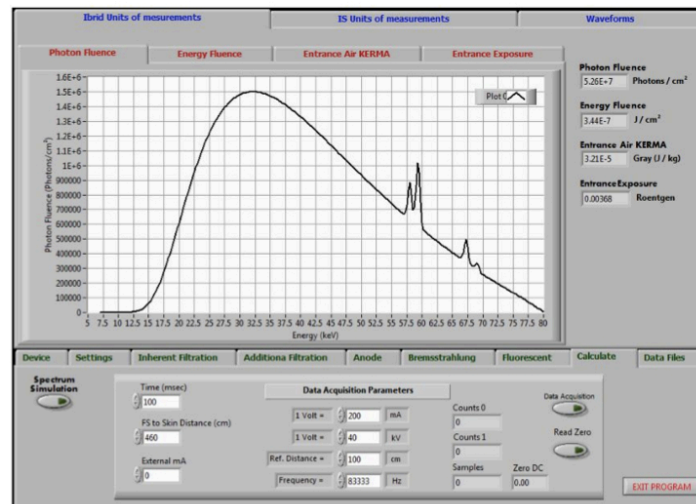 Ibrid Units of mesurements
IS Units of measurements
Waveforms
Photon Fluence
Energy Fluence
Entrance Air KERMA
Entrance Exposure
Plot
Photon Fluence (Photons/cm²)
1.6E+6
1.5E+6
1.4E+6
1.3E+6
1.2E+6
1.1E+6
1E+6
900000
800000
700000
600000
500000
400000
300000
200000
100000
0
5 7.5 10 12.5 15 17.5 20 22.5 25 27.5 30 32.5 35 37.5 40 42.5 45 47.5 50 52.5 55 57.5 60 62.5 65 67.5 70 72.5 75 77.5 80
Energy (keV)
Photon Fluence
5.26E+7 Photons / cm²
Energy Fluence
3.44E-7 J / cm²
Entrance Air KERMA
3.21E-5 Gray (J / kg)
EntranceExposure
0.00368 Roentgen
Device
Settings
Inherent Filtration
Additiona Filtration
Anode
Bremsstrahlung
Fluorescent
Calculate
Data Files
Spectrum
Simulation
Time (msec)
100
FS to Skin Distance (cm)
460
External mA
0
Data Acquisition Parameters
1 Volt = 200 mA
1 Volt = 40 kV
Ref. Distance = 100 cm
Frequency = 83333 Hz
Counts 0
0
Counts 1
0
Samples
0
Zero DC
0.00
Data Acquisition
Read Zero
EXIT PROGRAM